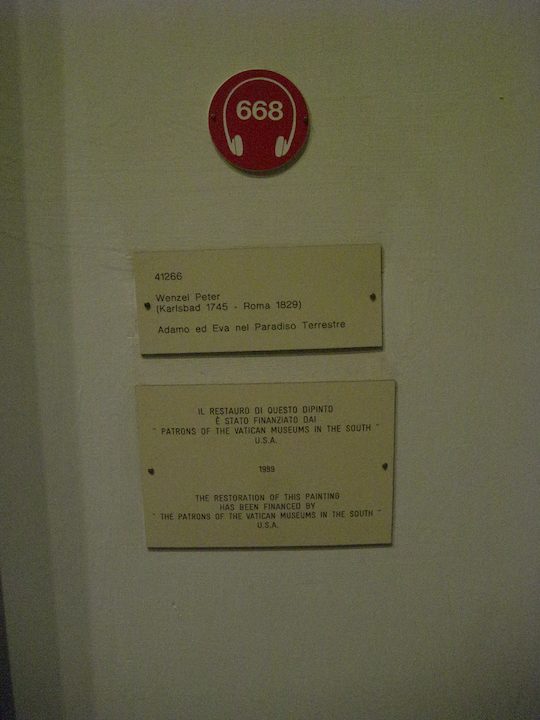 668
41266
Wenzel Peter
(Karlsbad 1745 - Roma 1829)
Adamo ed Eva nel Paradiso Terrestre
IL RESTAURO DI QUESTO DIPINTO
È STATO FINANZIATO DAI
" PATRONS OF THE VATICAN MUSEUMS IN THE SOUTH "
U.S.A.
1999
THE RESTORATION OF THIS PAINTING
HAS BEEN FINANCED BY
" THE PATRONS OF THE VATICAN MUSEUMS IN THE SOUTH "
U.S.A.